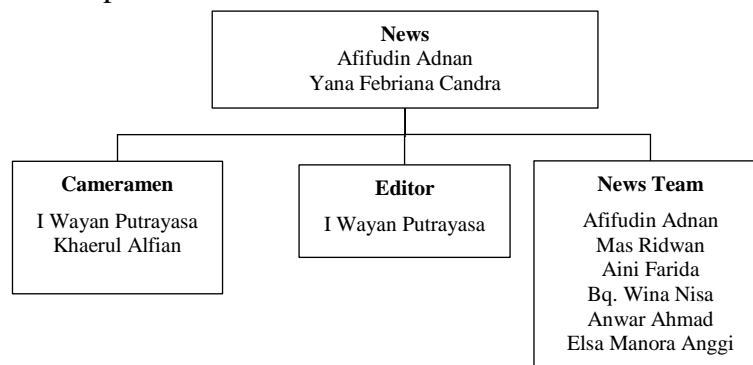 News
Afifudin Adnan
Yana Febriana Candra
Cameramen
I Wayan Putrayasa
Khaerul Alfian
Editor
I Wayan Putrayasa
News Team
Afifudin Adnan
Mas Ridwan
Aini Farida
Bq. Wina Nisa
Anwar Ahmad
Elsa Manora Anggi